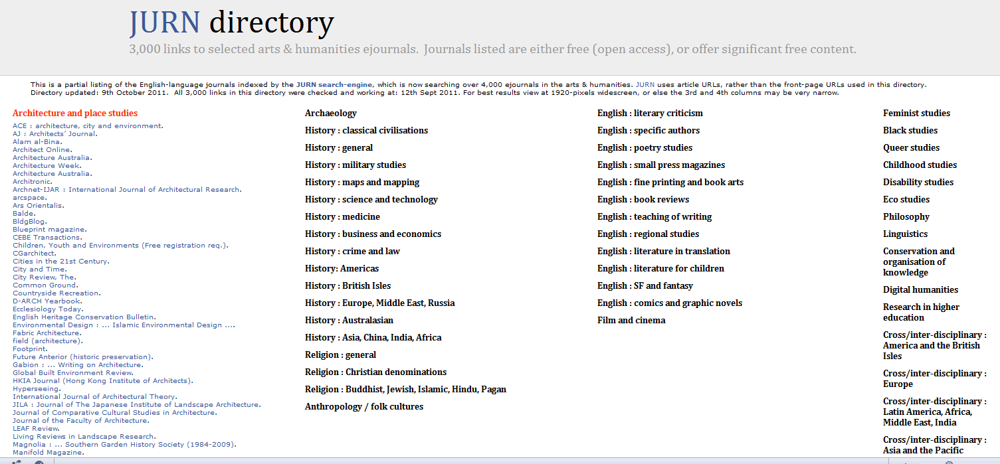 JURN directory
3,000 links to selected arts & humanities ejournals. Journals listed are either free (open access), or offer significant free content.
This is a partial listing of the English-language journals indexed by the JURN search-engine, which is now searching over 4,000 ejournals in the arts & humanities. JURN uses article URLs, rather than the front-page URLs used in this directory.
Directory updated: 9th October 2011. All 3,000 links in this directory were checked and working at: 12th Sept 2011. For best results view at 1920-pixels widescreen, or else the 3rd and 4th columns may be very narrow.
Architecture and place studies
ACE : architecture, city and environment.
AJ : Architects' Journal.
Alam al-Bina.
Architect Online.
Architecture Australia.
Architecture Week.
Architecture Australia.
Architronic.
Archnet-IJAR : International Journal of Architectural Research.
arcspace.
Ars Orientalis.
Balde.
BldgBlog.
Blueprint magazine.
CEBE Transactions.
Children, Youth and Environments (Free registration req.).
CGarchitect.
Cities in the 21st Century.
City and Time.
City Review, The.
Common Ground.
Countryside Recreation.
D-ARCH Yearbook.
Ecclesiology Today.
English Heritage Conservation Bulletin.
Environmental Design : ... Islamic Environmental Design ....
Fabric Architecture.
field (architecture).
Footprint.
Future Anterior (historic preservation).
Gabion : ... Writing on Architecture.
Global Built Environment Review.
HKIA Journal (Hong Kong Institute of Architects).
Hyperseeing.
International Journal of Architectural Theory.
JILA : Journal of The Japanese Institute of Landscape Architecture.
Journal of Comparative Cultural Studies in Architecture.
Journal of the Faculty of Architecture.
LEAF Review.
Living Reviews in Landscape Research.
Magnolia : ... Southern Garden History Society (1984-2009).
Manifold Magazine.
Archaeology
History : classical civilisations
History : general
History : military studies
History : maps and mapping
History : science and technology
History : medicine
History : business and economics
History : crime and law
History: Americas
History : British Isles
History : Europe, Middle East, Russia
History : Australasian
History : Asia, China, India, Africa
Religion : general
Religion : Christian denominations
Religion : Buddhist, Jewish, Islamic, Hindu, Pagan
Anthropology / folk cultures
English : literary criticism
English : specific authors
English : poetry studies
English : small press magazines
English : fine printing and book arts
English : book reviews
English : teaching of writing
English : regional studies
English : literature in translation
English : literature for children
English : SF and fantasy
English : comics and graphic novels
Film and cinema
Feminist studies
Black studies
Queer studies
Childhood studies
Disability studies
Eco studies
Philosophy
Linguistics
Conservation and
organisation of
knowledge
Digital humanities
Research in higher
education
Cross/inter-disciplinary :
America and the British
Isles
Cross/inter-disciplinary :
Europe
Cross/inter-disciplinary :
Latin America, Africa,
Middle East, India
Cross/inter-disciplinary :
Asia and the Pacific